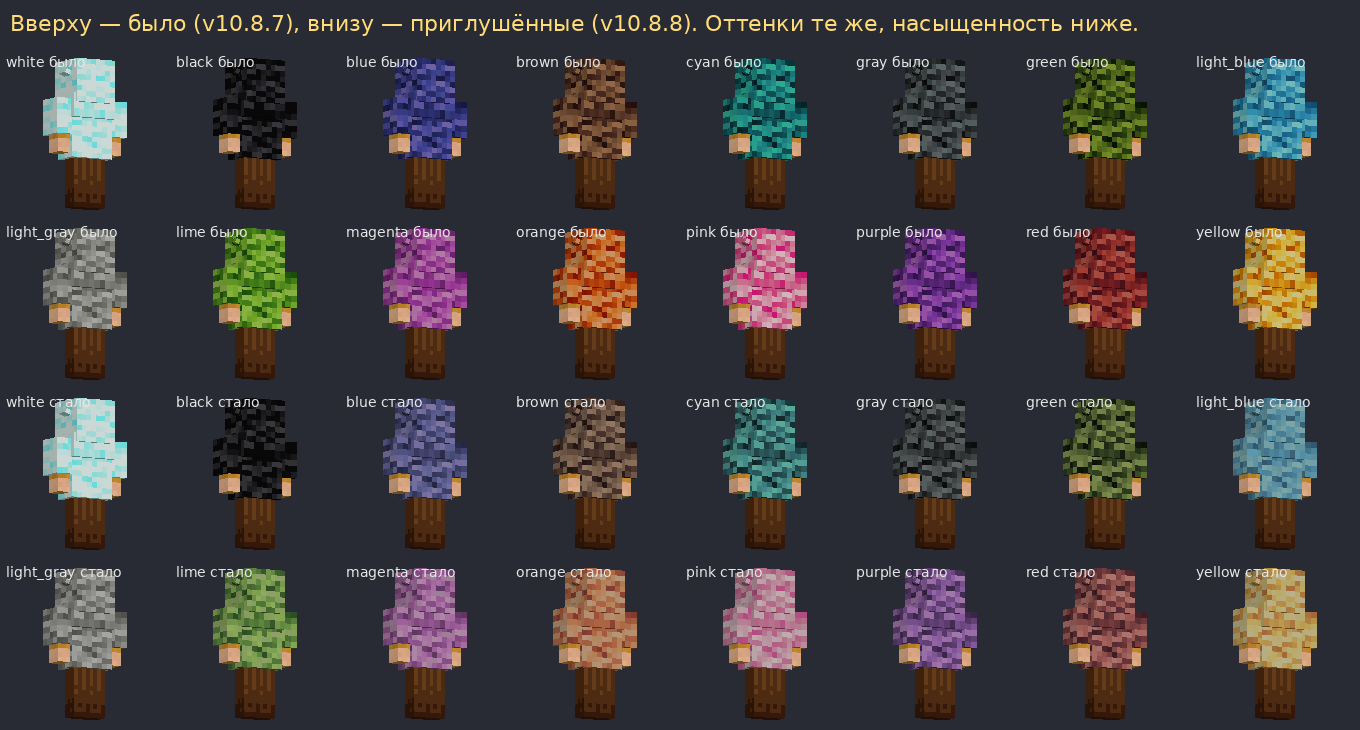 Вверху — было (v10.8.7), внизу — приглушённые (v10.8.8). Оттенки те же, насыщенность ниже.
white было black было blue было brown было cyan было gray было green было light_blue было
light_gray было lime было magenta было orange было pink было purple было red было yellow было
white стало black стало blue стало brown стало cyan стало gray стало green стало light_blue стало
light_gray стало lime стало magenta стало orange стало pink стало purple стало red стало yellow стало